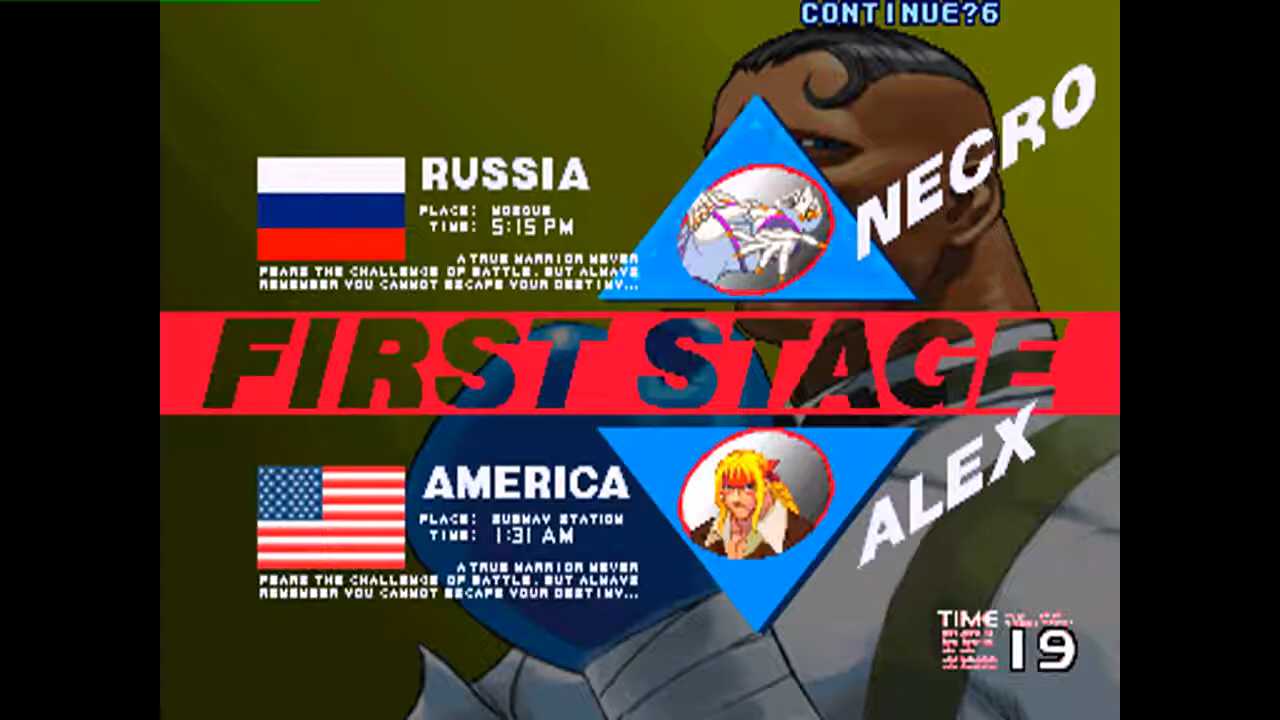 CONTINUE?6
NECRO
RUSSIA
PLACE: MOSQUE
TIME: 5:15 PM
A TRUE WARRIOR NEVER
FEARS THE CHALLENGE OF BATTLE, BUT ALWAYS
REMEMBER YOU CANNOT ESCAPE YOUR DESTINY...
FIRST STAGE
ALEX
AMERICA
PLACE: SUBWAY STATION
TIME: 1:31 AM
A TRUE WARRIOR NEVER
FEARS THE CHALLENGE OF BATTLE, BUT ALWAYS
REMEMBER YOU CANNOT ESCAPE YOUR DESTINY...
TIME
19